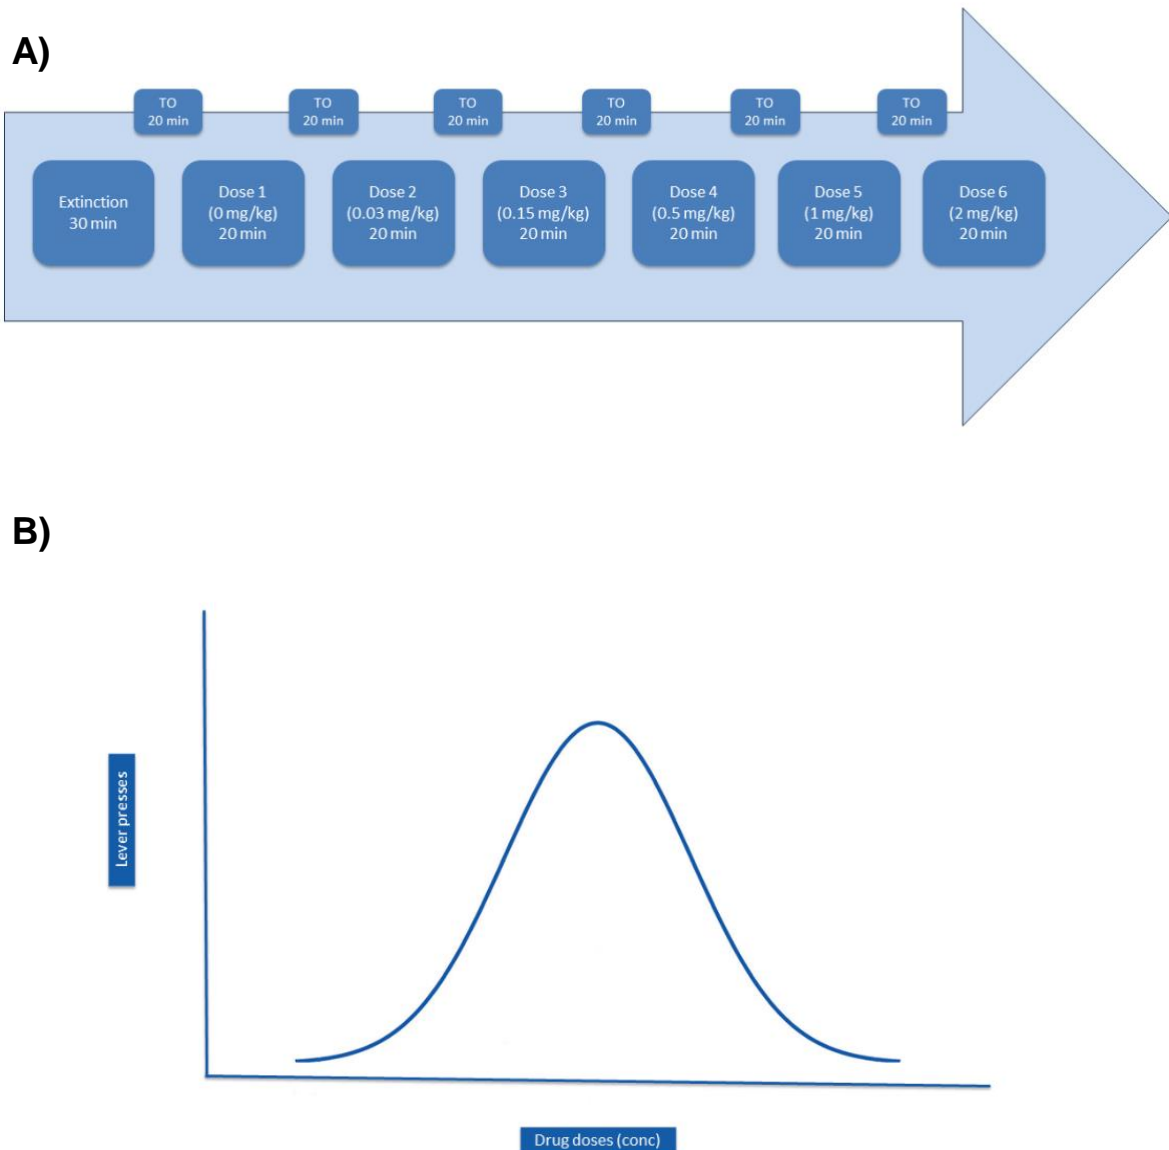 A)
TO
20 min
TO
20 min
TO
20 min
TO
20 min
TO
20 min
TO
20 min
Extinction
30 min
Dose 1
(0 mg/kg)
20 min
Dose 2
(0.03 mg/kg)
20 min
Dose 3
(0.15 mg/kg)
20 min
Dose 4
(0.5 mg/kg)
20 min
Dose 5
(1 mg/kg)
20 min
Dose 6
(2 mg/kg)
20 min
B)
Lever presses
Drug doses (conc)